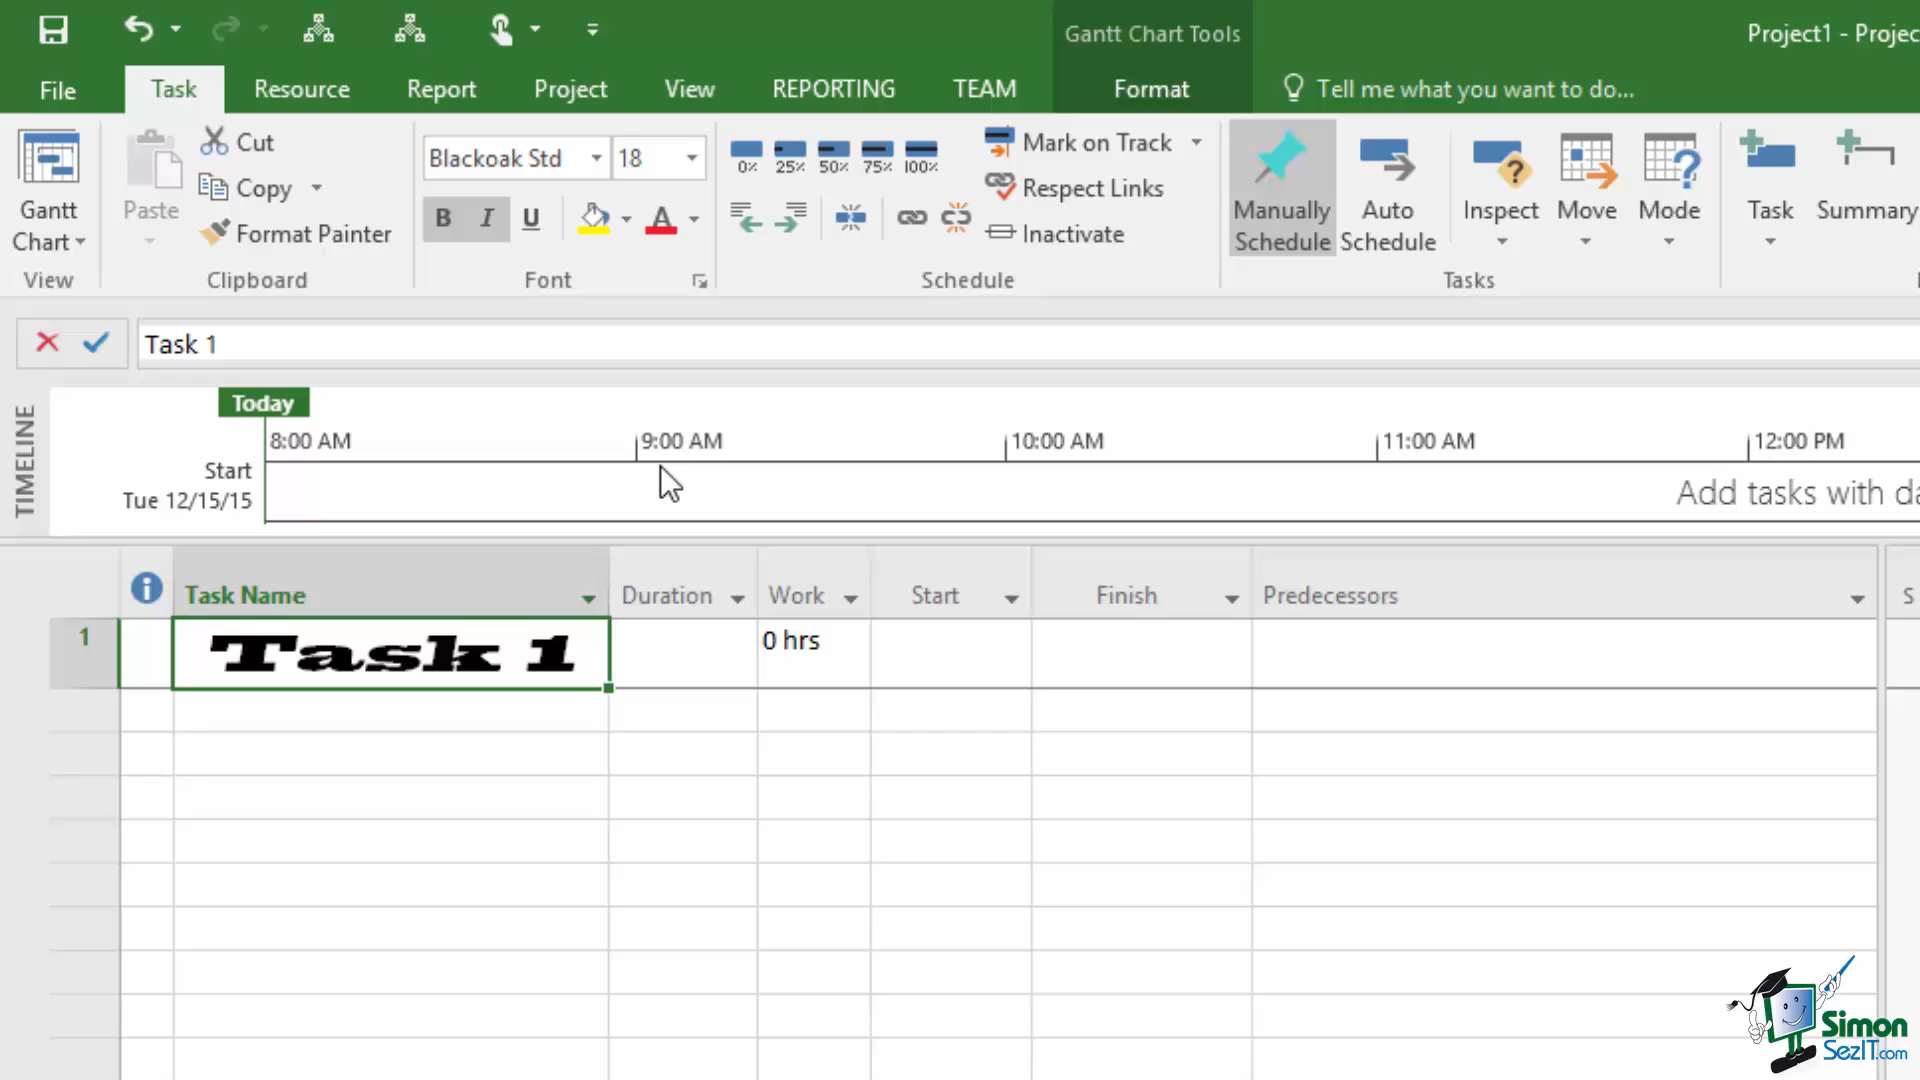 Gantt Chart Tools
Project1 - Projec
File Task Resource Report Project View REPORTING TEAM Format Tell me what you want to do...
Gantt Chart
View
Paste
Cut
Copy
Format Painter
Clipboard
Blackoak Std 18
B I U A
Font
0% 25% 50% 75% 100%
Mark on Track
Respect Links
Inactivate
Schedule
Manually Schedule
Auto Schedule
Inspect
Move
Mode
Tasks
Task
Summary
Task 1
TIMELINE
Today
8:00 AM 9:00 AM 10:00 AM 11:00 AM 12:00 PM
Start
Tue 12/15/15
Add tasks with da
Task Name Duration Work Start Finish Predecessors S
1 Task 1 0 hrs
Simon
SezIT.com